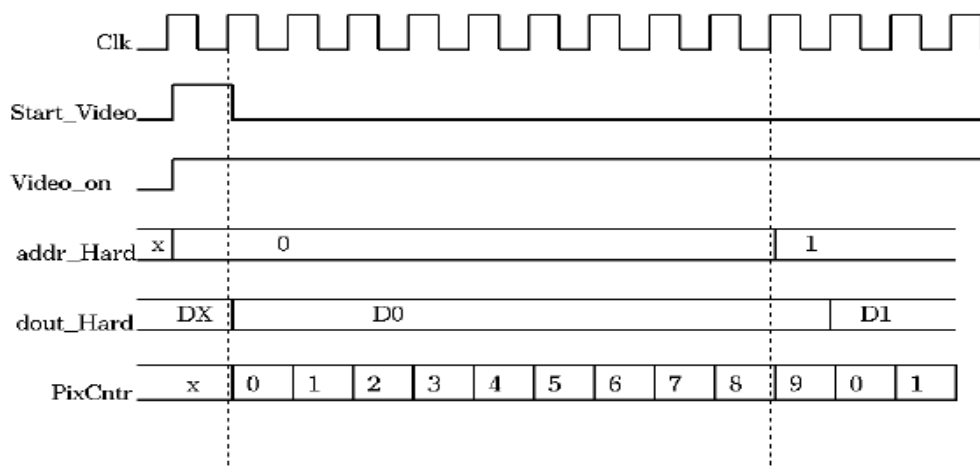 Clk
Start_Video
Video_on
addr_Hard x 0 1
dout_Hard DX D0 D1
PixCntr x 0 1 2 3 4 5 6 7 8 9 0 1